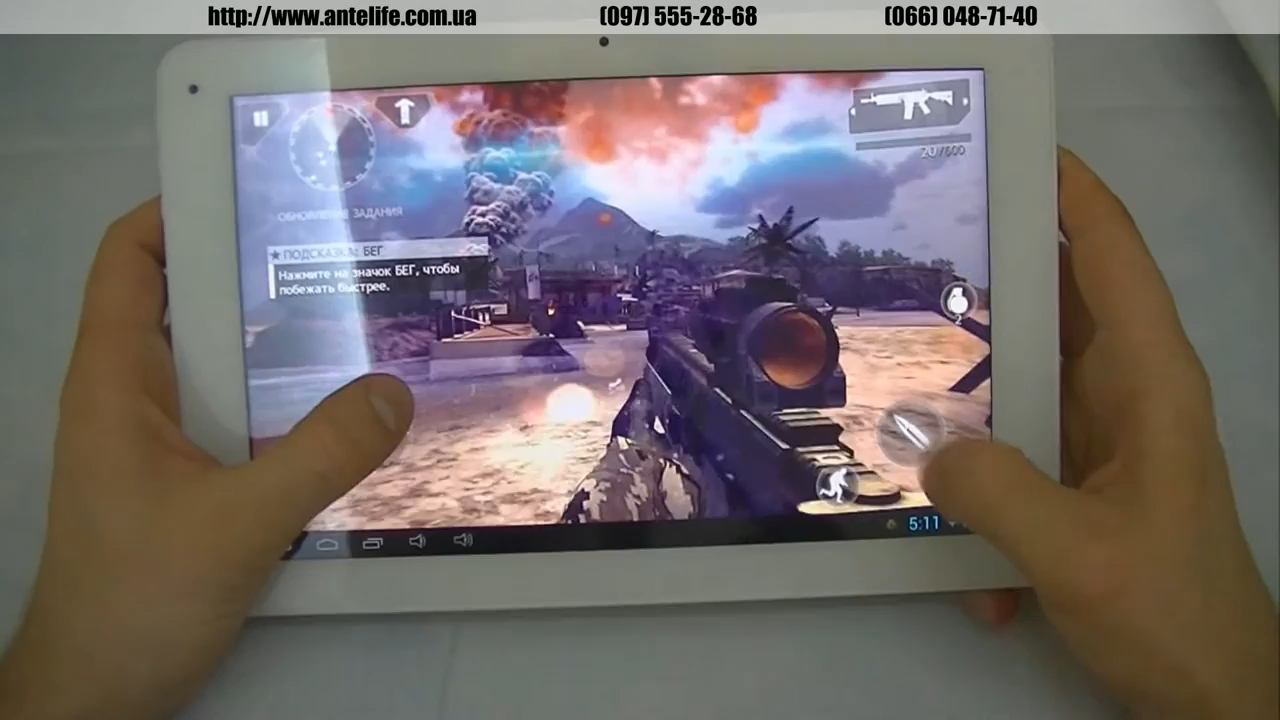 http://www.antelife.com.ua (097) 555-28-68 (066) 048-71-40
20/600
ОБНОВЛЕНИЕ ЗАДАНИЯ
ПОДСКАЗКА: БЕГ
Нажмите на значок БЕГ, чтобы
побежать быстрее.
2
5:11